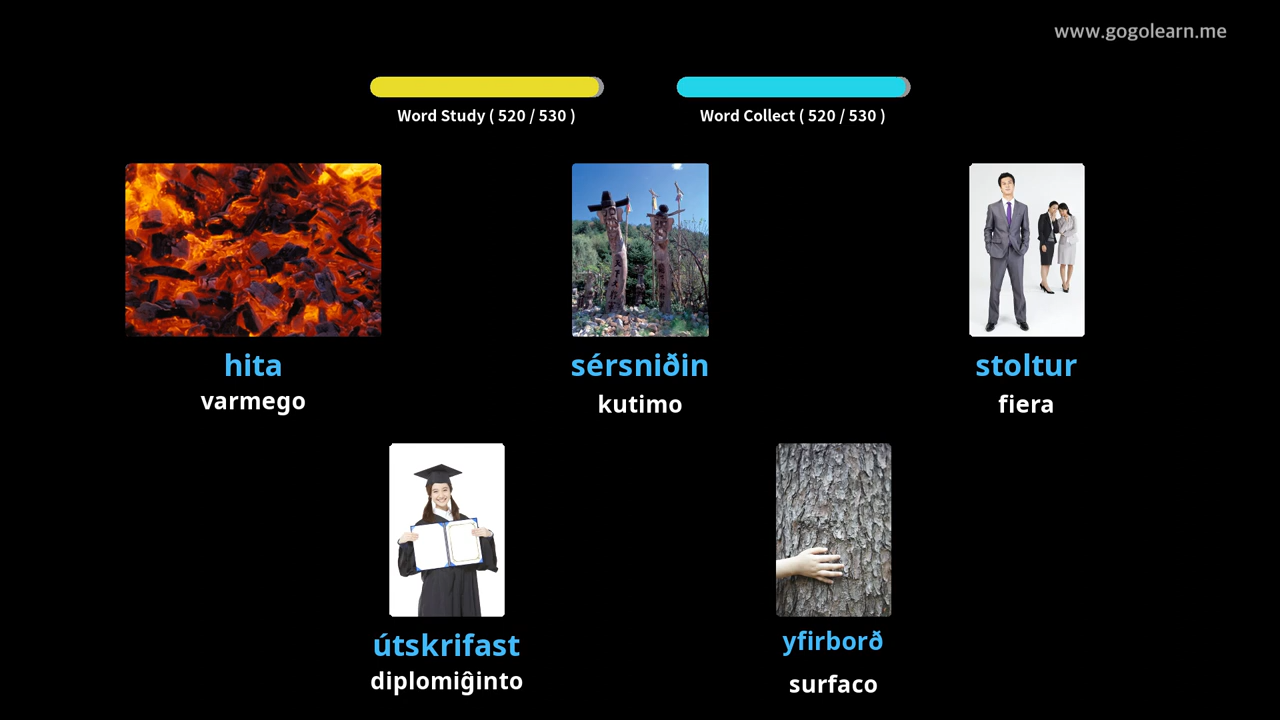 www.gogolearn.me
Word Study ( 520 / 530 )
Word Collect ( 520 / 530 )
hita
varmego
sérsniðin
kutimo
stoltur
fiera
útskrifast
diplomiĝinto
yfirborð
surfaco